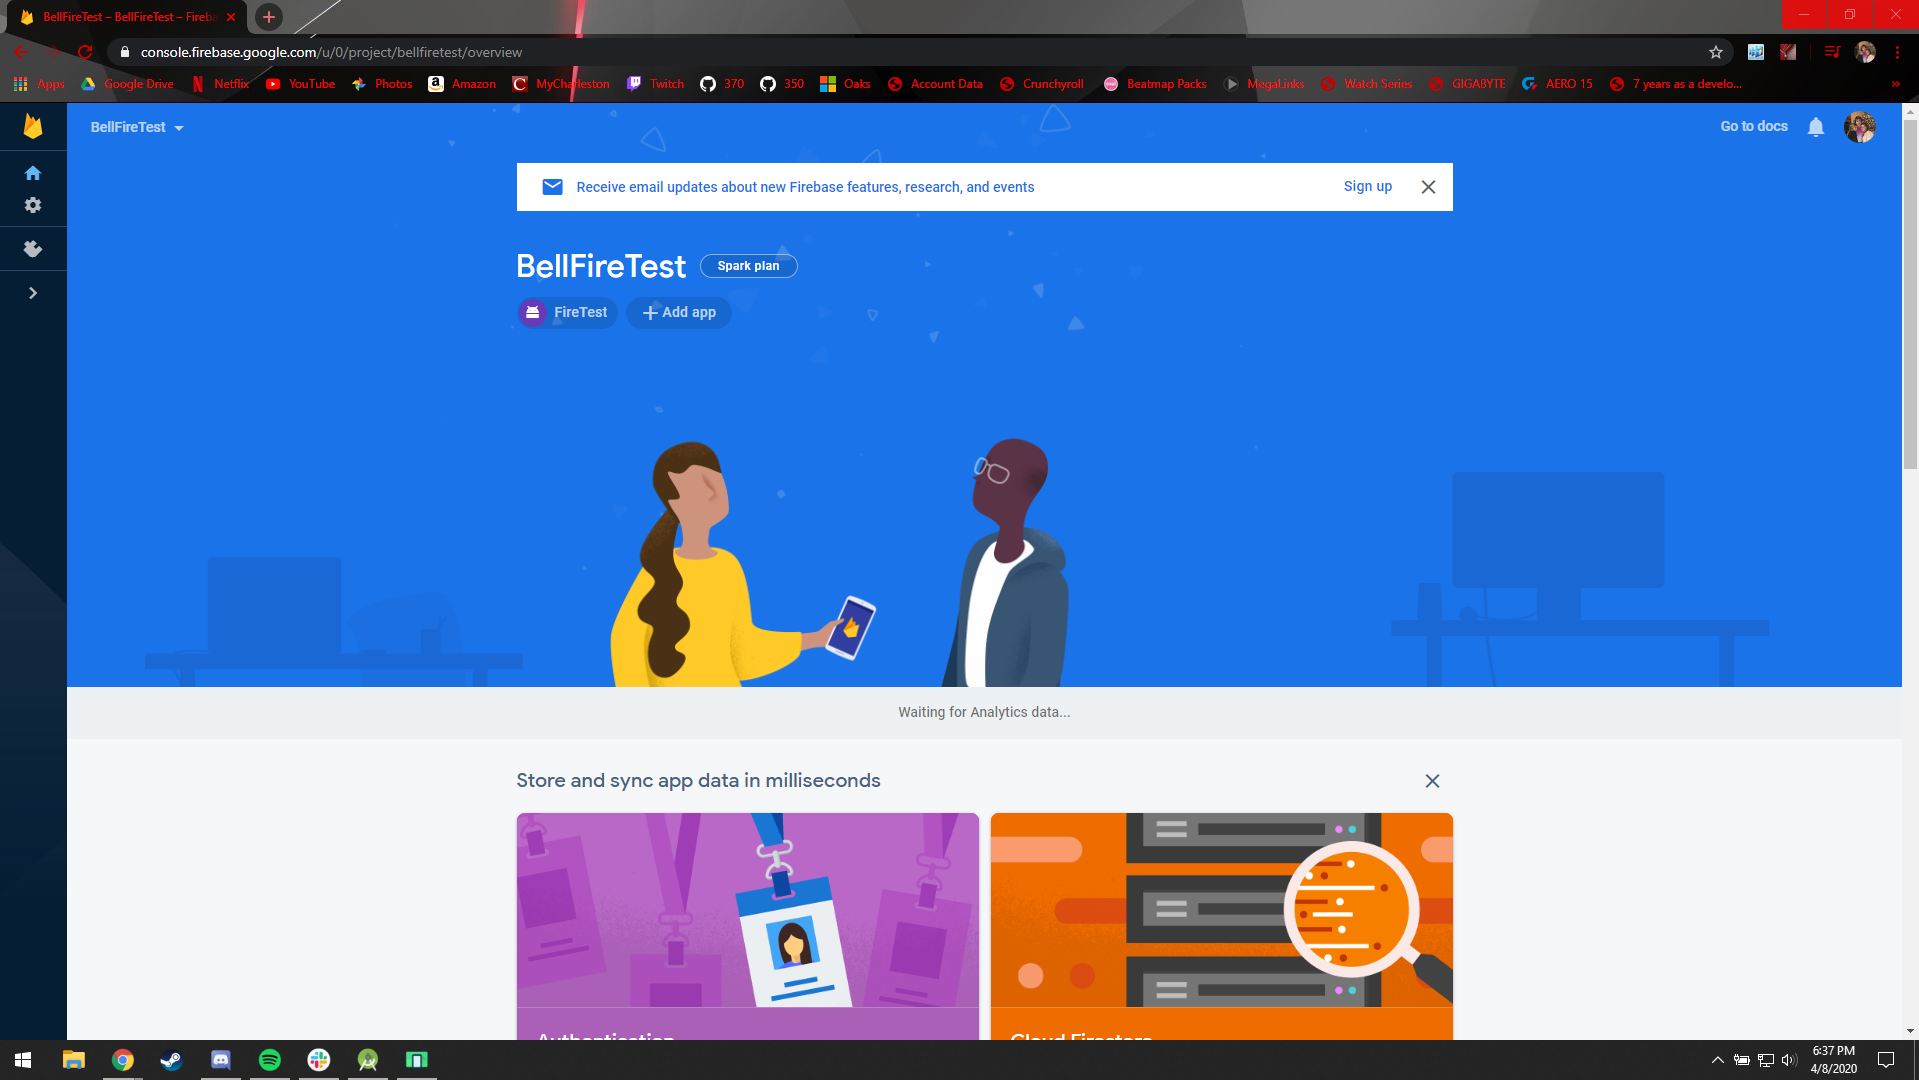 BellFireTest – BellFireTest – Fireba
console.firebase.google.com/u/0/project/bellfiretest/overview
Apps Google Drive Netflix YouTube Photos Amazon MyCharleston Twitch 370 350 Oaks Account Data Crunchyroll Beatmap Packs MegaLinks Watch Series GIGABYTE AERO 15 7 years as a develo... »
BellFireTest
Go to docs
Receive email updates about new Firebase features, research, and events
Sign up
BellFireTest
Spark plan
FireTest
Add app
Waiting for Analytics data...
Store and sync app data in milliseconds
Authentication
Cloud Firestore
6:37 PM
4/8/2020